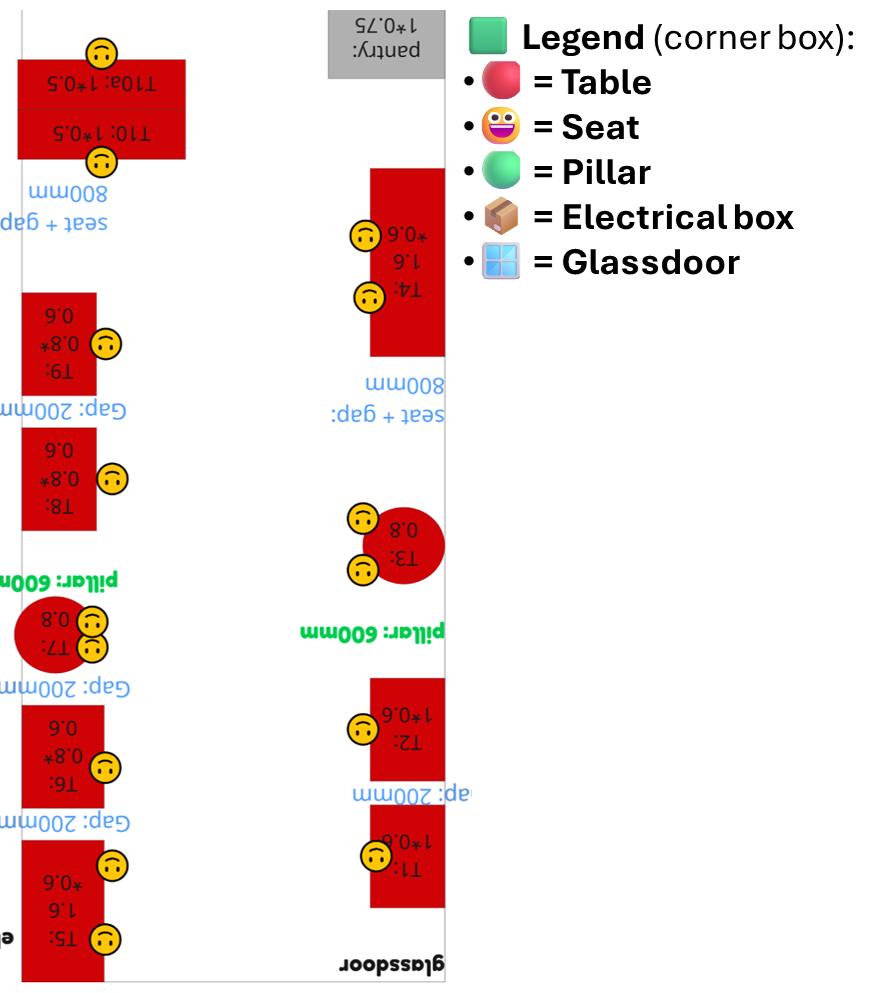 Legend (corner box):
• = Table
• = Seat
• = Pillar
• = Electrical box
• = Glassdoor
glassdoor
T1:
1*0.6
ap: 200mm
T2:
1*0.6
pillar: 600mm
T3:
0.8
seat + gap:
800mm
T4:
1.6
*0.6
pantry:
1*0.75
T5:
1.6
*0.6
Gap: 200mm
T6:
0.8*
0.6
Gap: 200mm
T7:
0.8
pillar: 600m
T8:
0.8*
0.6
Gap: 200mm
T9:
0.8*
0.6
seat + gap
800mm
T10: 1*0.5
T10a: 1*0.5